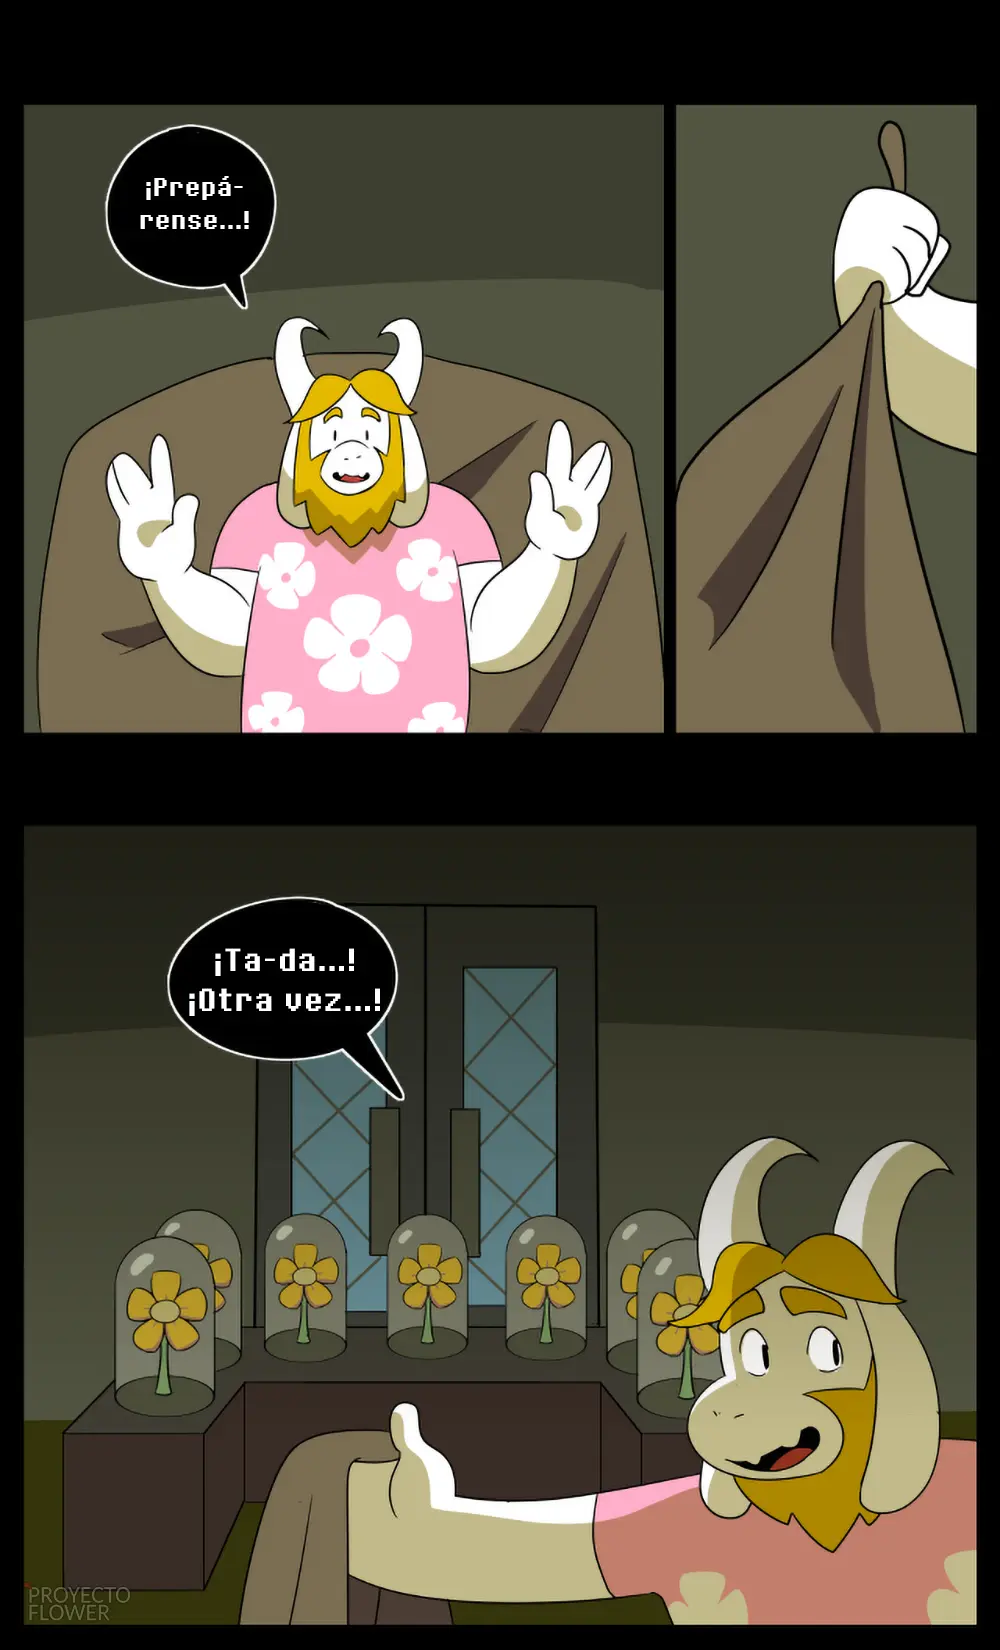 ¡Prepá-
rense...!
¡Ta-da...!
¡Otra vez...!
PROYECTO
FLOWER